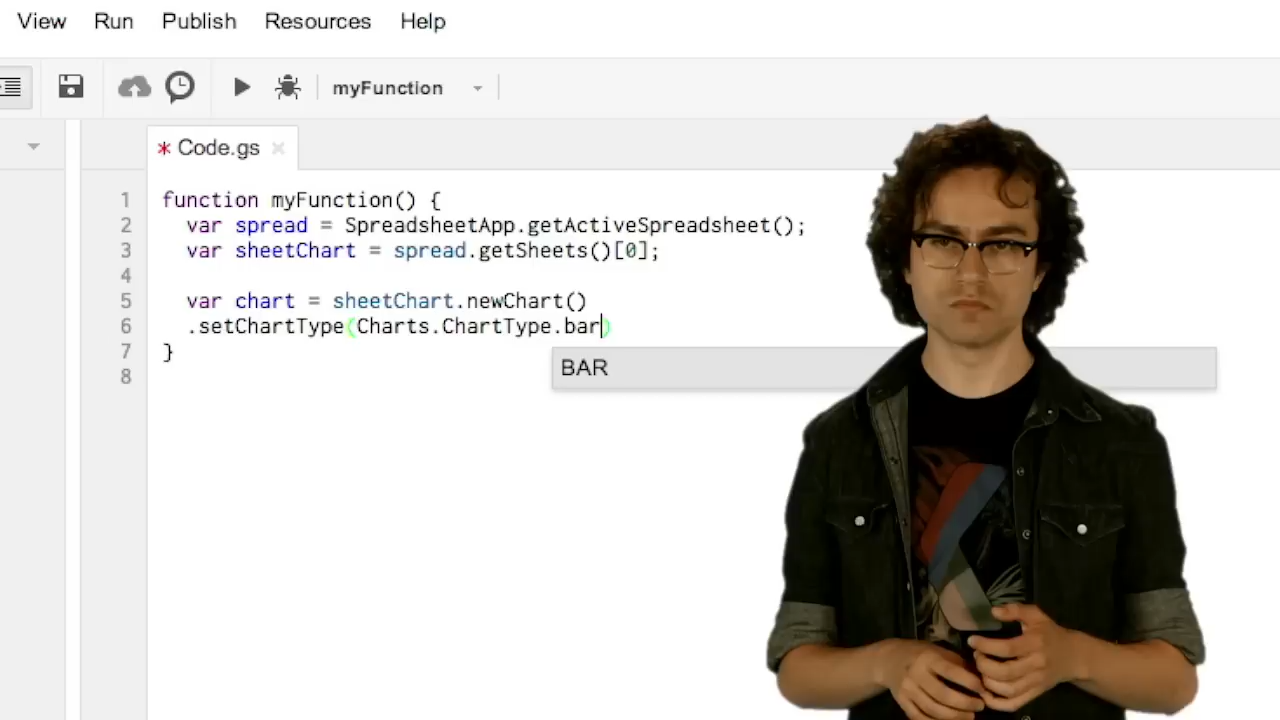 View Run Publish Resources Help
myFunction
* Code.gs ×
1 function myFunction() {
2 var spread = SpreadsheetApp.getActiveSpreadsheet();
3 var sheetChart = spread.getSheets()[0];
4
5 var chart = sheetChart.newChart()
6 .setChartType(Charts.ChartType.bar)
7 }
BAR
8